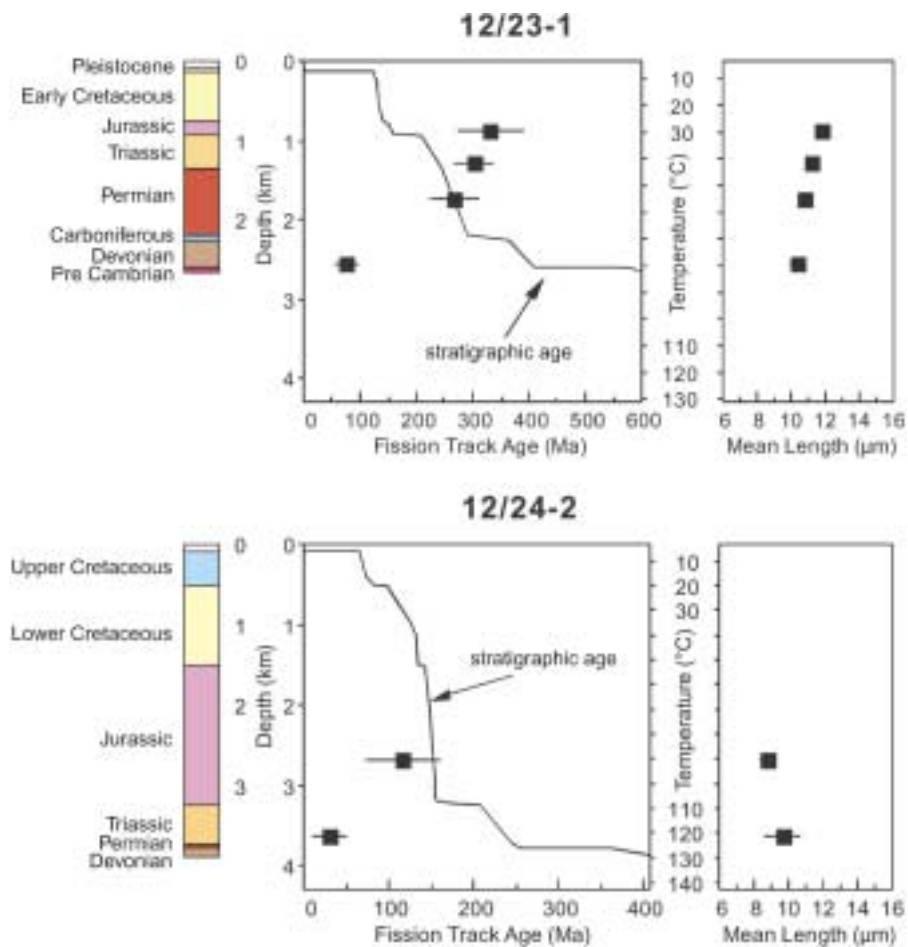 12/23-1
Pleistocene
Early Cretaceous
Jurassic
Triassic
Permian
Carboniferous
Devonian
Pre Cambrian
0
1
2
Depth (km)
0
1
2
3
4
stratigraphic age
0 100 200 300 400 500 600
Fission Track Age (Ma)
Temperature (°C)
10
20
30
110
120
130
6 8 10 12 14 16
Mean Length (µm)
12/24-2
Upper Cretaceous
Lower Cretaceous
Jurassic
Triassic
Permian
Devonian
0
1
2
3
Depth (km)
0
1
2
3
4
stratigraphic age
0 100 150 200 250 300 400
Fission Track Age (Ma)
Temperature (°C)
10
20
30
110
120
130
140
6 8 10 12 14 16
Mean Length (µm)